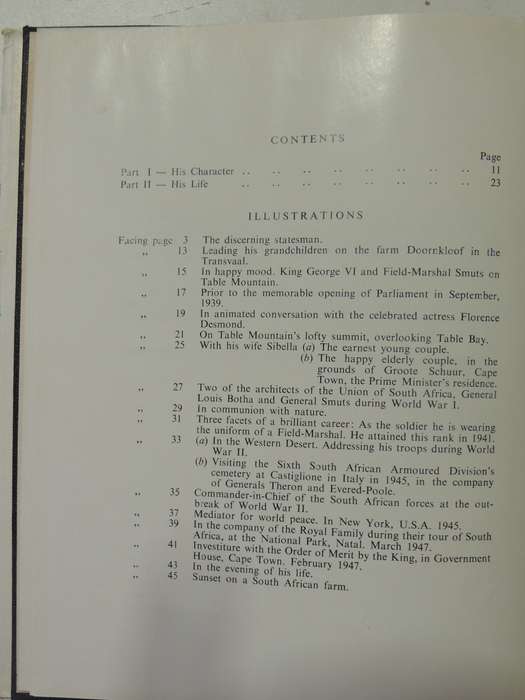 CONTENTS
Page
Part I — His Character .. .. .. .. .. .. .. .. 11
Part II — His Life .. .. .. .. .. .. .. .. 23
ILLUSTRATIONS
Facing page 3 The discerning statesman.
„ 13 Leading his grandchildren on the farm Doornkloof in the
Transvaal.
„ 15 In happy mood. King George VI and Field-Marshal Smuts on
Table Mountain.
„ 17 Prior to the memorable opening of Parliament in September,
1939.
„ 19 In animated conversation with the celebrated actress Florence
Desmond.
„ 21 On Table Mountain's lofty summit, overlooking Table Bay.
„ 25 With his wife Sibella (a) The earnest young couple.
(b) The happy elderly couple, in the
grounds of Groote Schuur, Cape
Town, the Prime Minister's residence.
„ 27 Two of the architects of the Union of South Africa, General
Louis Botha and General Smuts during World War I.
„ 29 In communion with nature.
„ 31 Three facets of a brilliant career: As the soldier he is wearing
the uniform of a Field-Marshal. He attained this rank in 1941.
„ 33 (a) In the Western Desert. Addressing his troops during World
War II.
(b) Visiting the Sixth South African Armoured Division's
cemetery at Castiglione in Italy in 1945, in the company
of Generals Theron and Evered-Poole.
„ 35 Commander-in-Chief of the South African forces at the out-
break of World War II.
„ 37 Mediator for world peace. In New York, U.S.A. 1945.
„ 39 In the company of the Royal Family during their tour of South
Africa, at the National Park, Natal. March 1947.
„ 41 Investiture with the Order of Merit by the King, in Government
House, Cape Town. February 1947.
„ 43 In the evening of his life.
„ 45 Sunset on a South African farm.